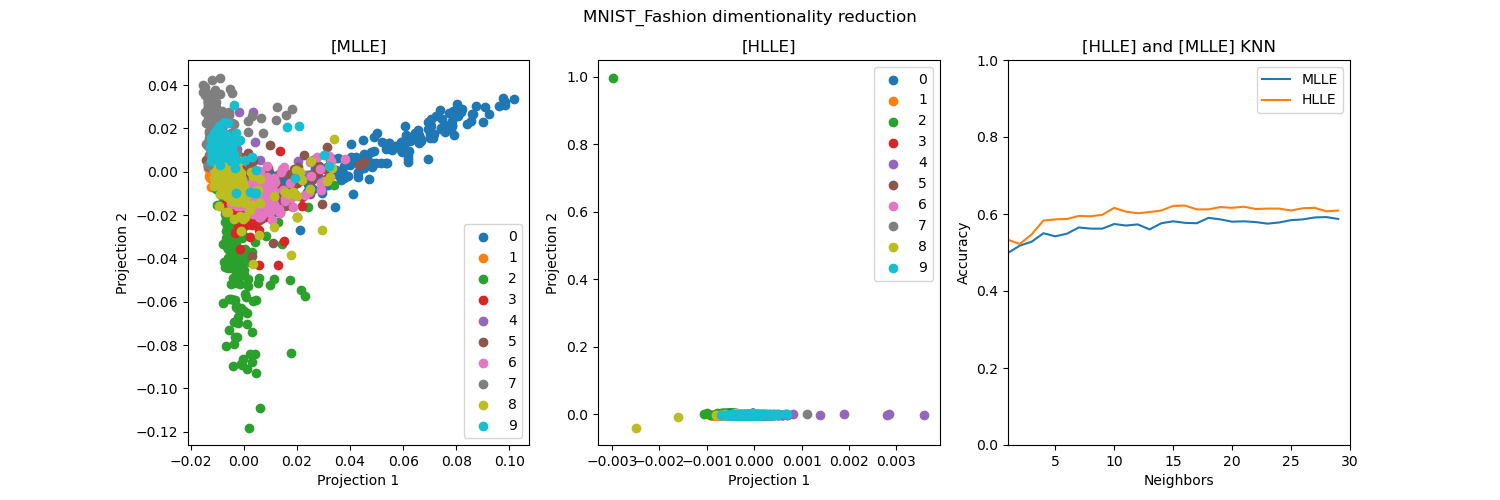 MNIST_Fashion dimentionality reduction
[MLLE]
0.04
0.02
0.00
−0.02
−0.04
−0.06
−0.08
−0.10
−0.12
Projection 2
−0.02 0.00 0.02 0.04 0.06 0.08 0.10
Projection 1
0
1
2
3
4
5
6
7
8
9
[HLLE]
1.0
0.8
0.6
0.4
0.2
0.0
Projection 2
−0.003 −0.002 −0.001 0.000 0.001 0.002 0.003
Projection 1
0
1
2
3
4
5
6
7
8
9
[HLLE] and [MLLE] KNN
1.0
0.8
0.6
0.4
0.2
0.0
Accuracy
5 10 15 20 25 30
Neighbors
MLLE
HLLE